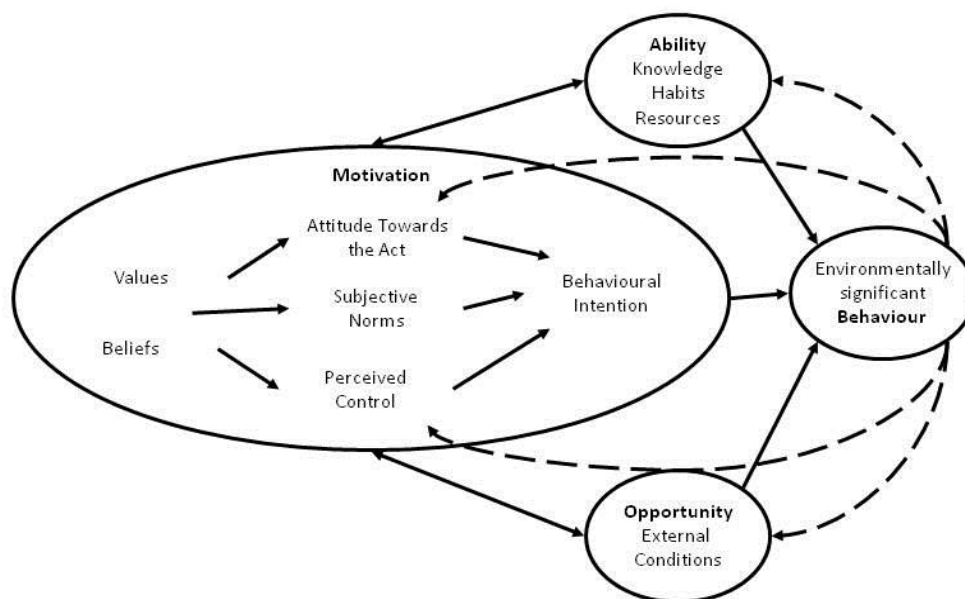 Ability
Knowledge
Habits
Resources
Motivation
Attitude Towards
the Act
Values
Beliefs
Subjective
Norms
Perceived
Control
Behavioural
Intention
Environmentally
significant
Behaviour
Opportunity
External
Conditions